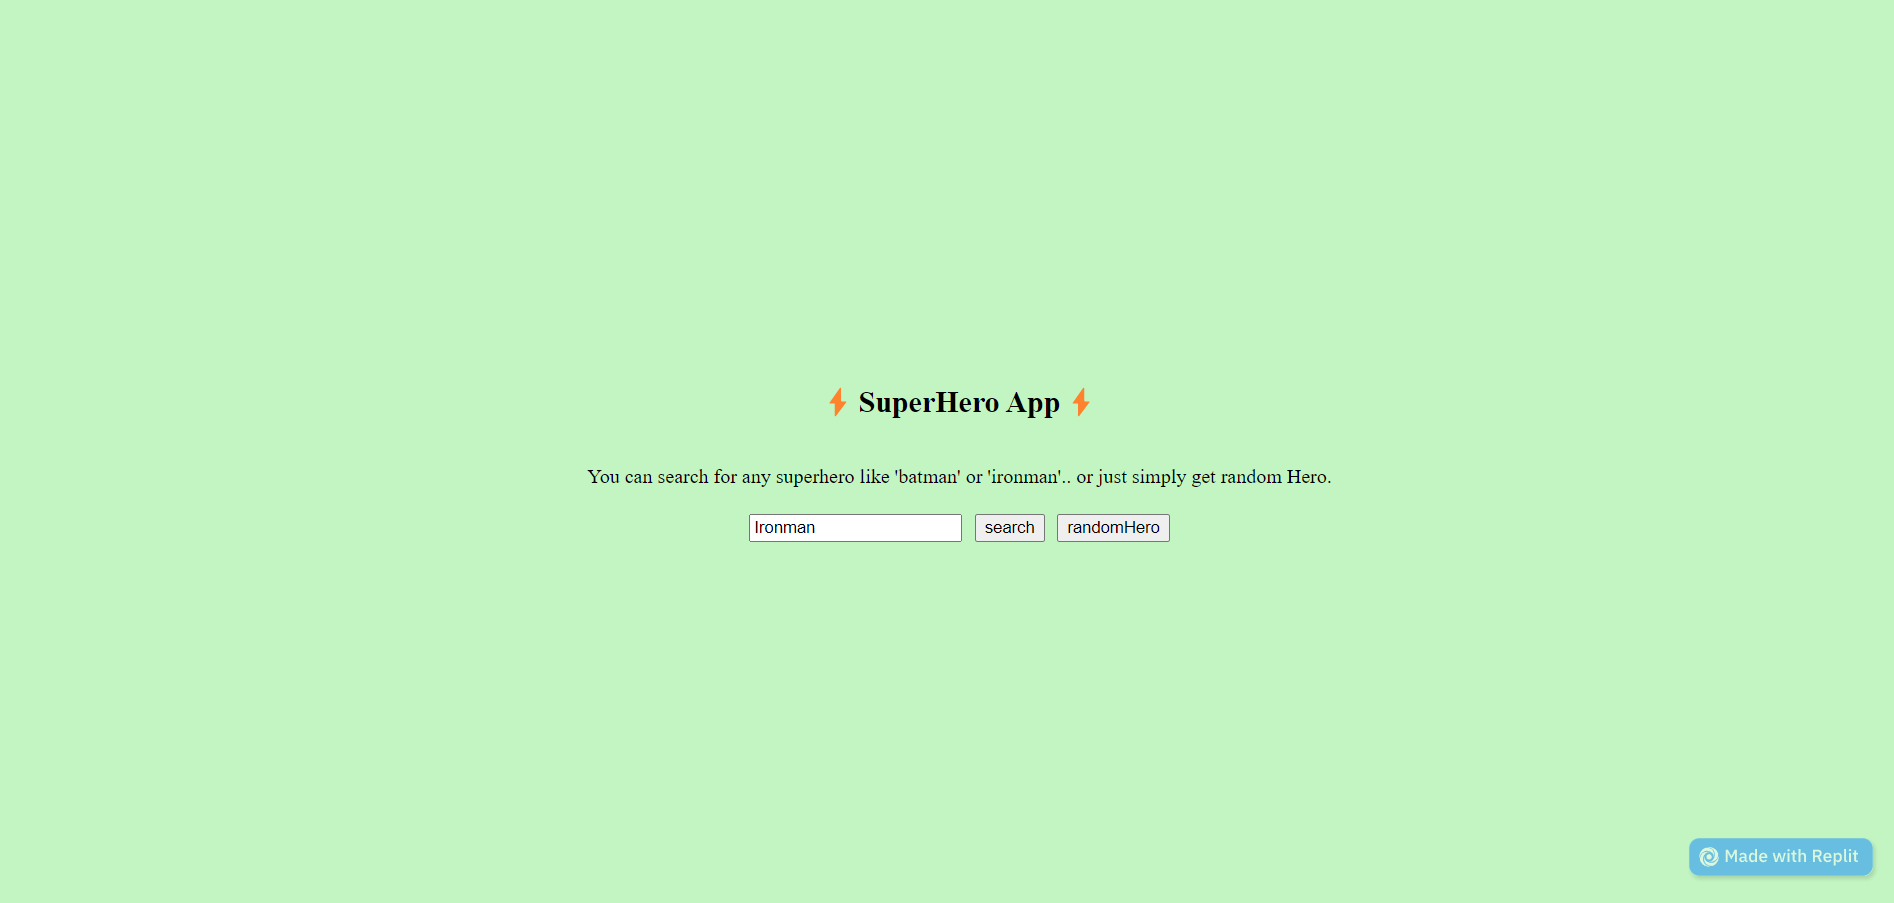 ⚡ SuperHero App ⚡
You can search for any superhero like 'batman' or 'ironman'.. or just simply get random Hero.
Ironman search randomHero
Made with Replit